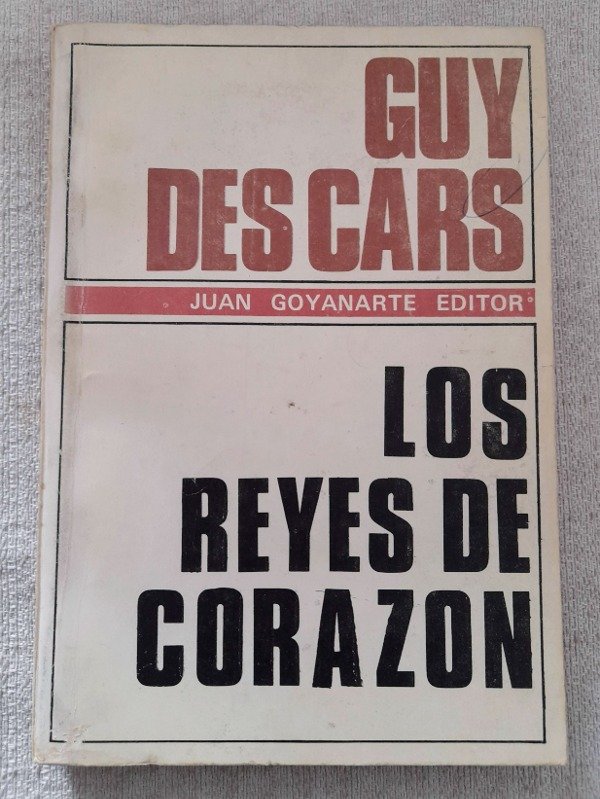 GUY
DES CARS
JUAN GOYANARTE EDITOR
LOS
REYES DE
CORAZON